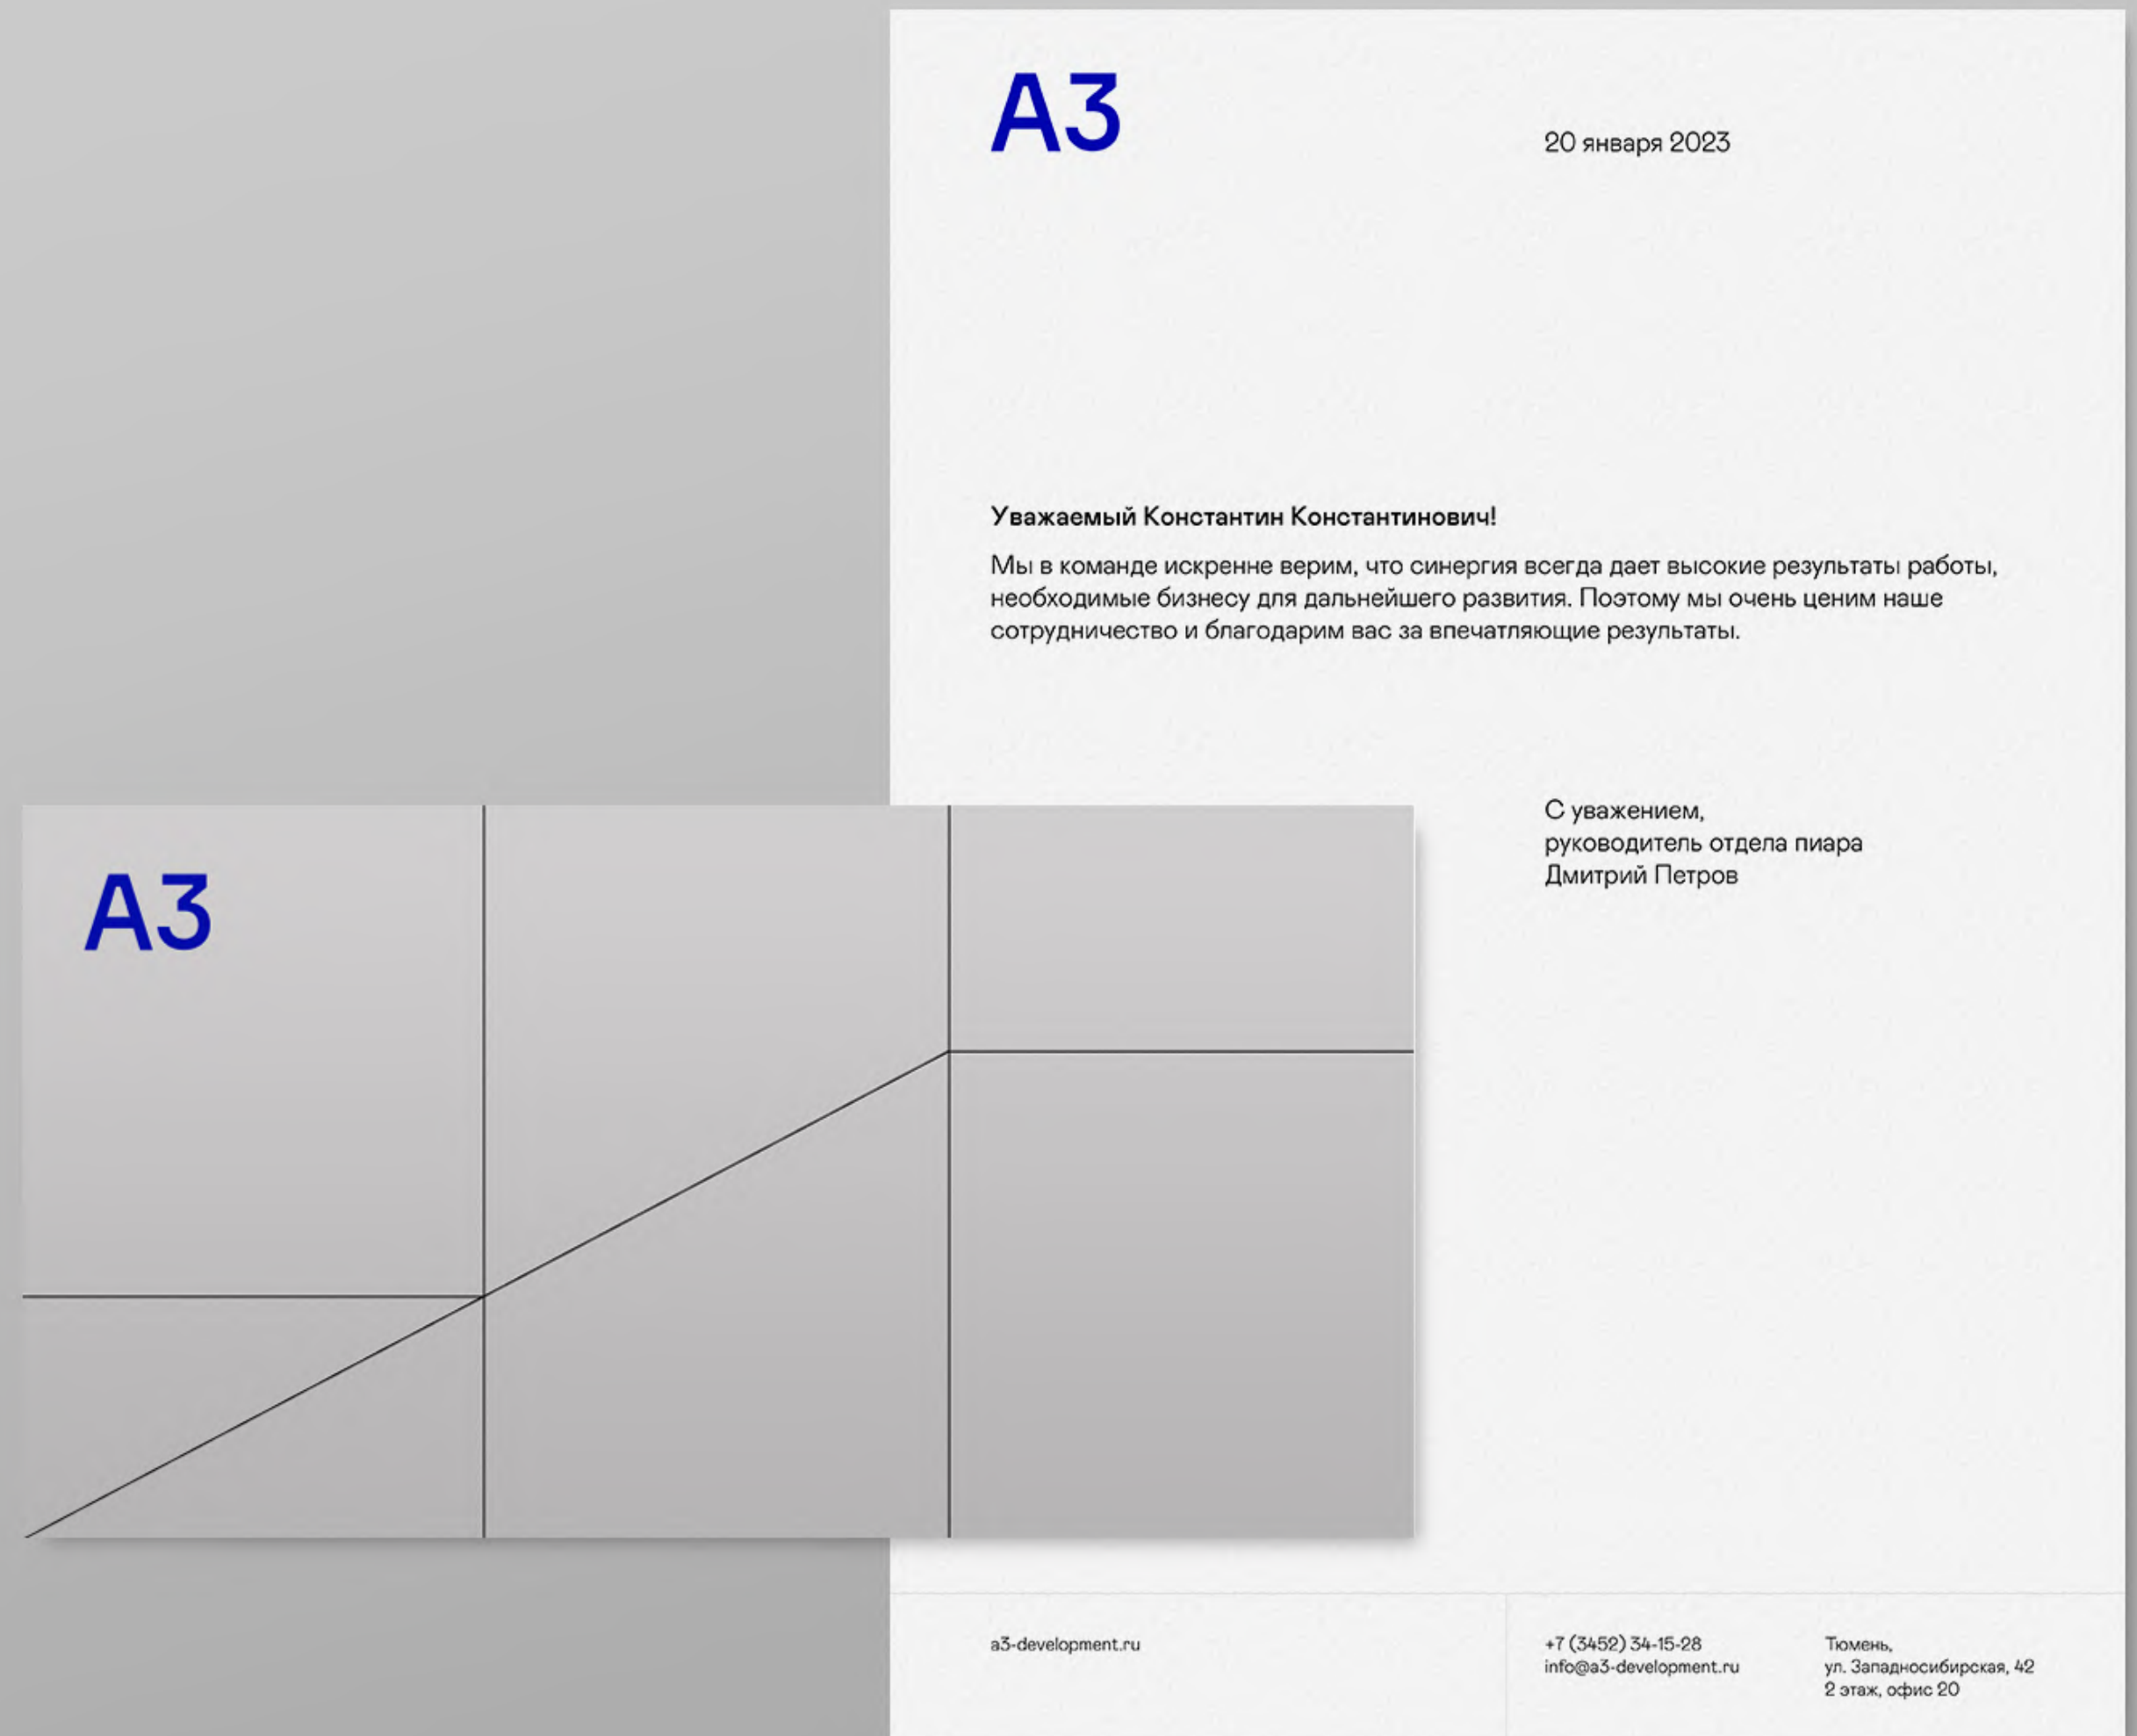 А3
20 января 2023
Уважаемый Константин Константинович!
Мы в команде искренне верим, что синергия всегда дает высокие результаты работы,
необходимые бизнесу для дальнейшего развития. Поэтому мы очень ценим наше
сотрудничество и благодарим вас за впечатляющие результаты.
С уважением,
руководитель отдела пиара
Дмитрий Петров
А3
a3-development.ru
+7 (3452) 34-15-28
info@a3-development.ru
Тюмень,
ул. Западносибирская, 42
2 этаж, офис 20